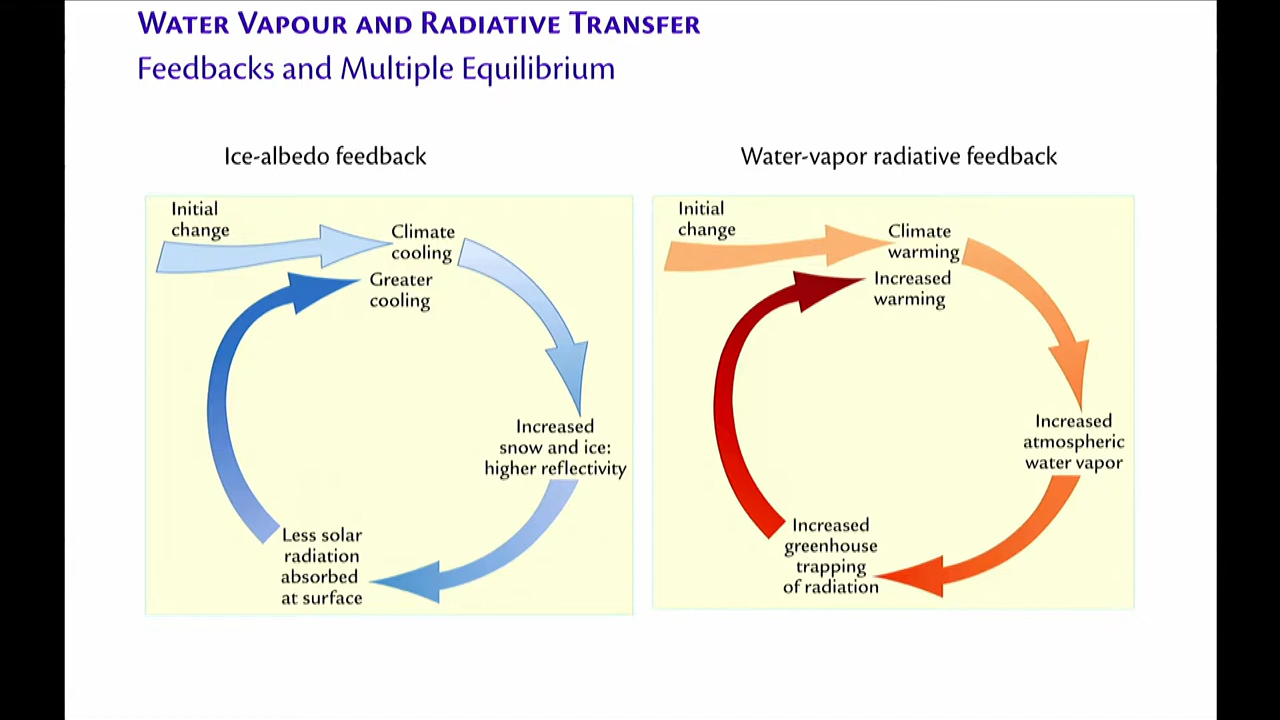 WATER VAPOUR AND RADIATIVE TRANSFER
Feedbacks and Multiple Equilibrium
Ice-albedo feedback
Initial
change
Climate
cooling
Greater
cooling
Increased
snow and ice:
higher reflectivity
Less solar
radiation
absorbed
at surface
Water-vapor radiative feedback
Initial
change
Climate
warming
Increased
warming
Increased
atmospheric
water vapor
Increased
greenhouse
trapping
of radiation